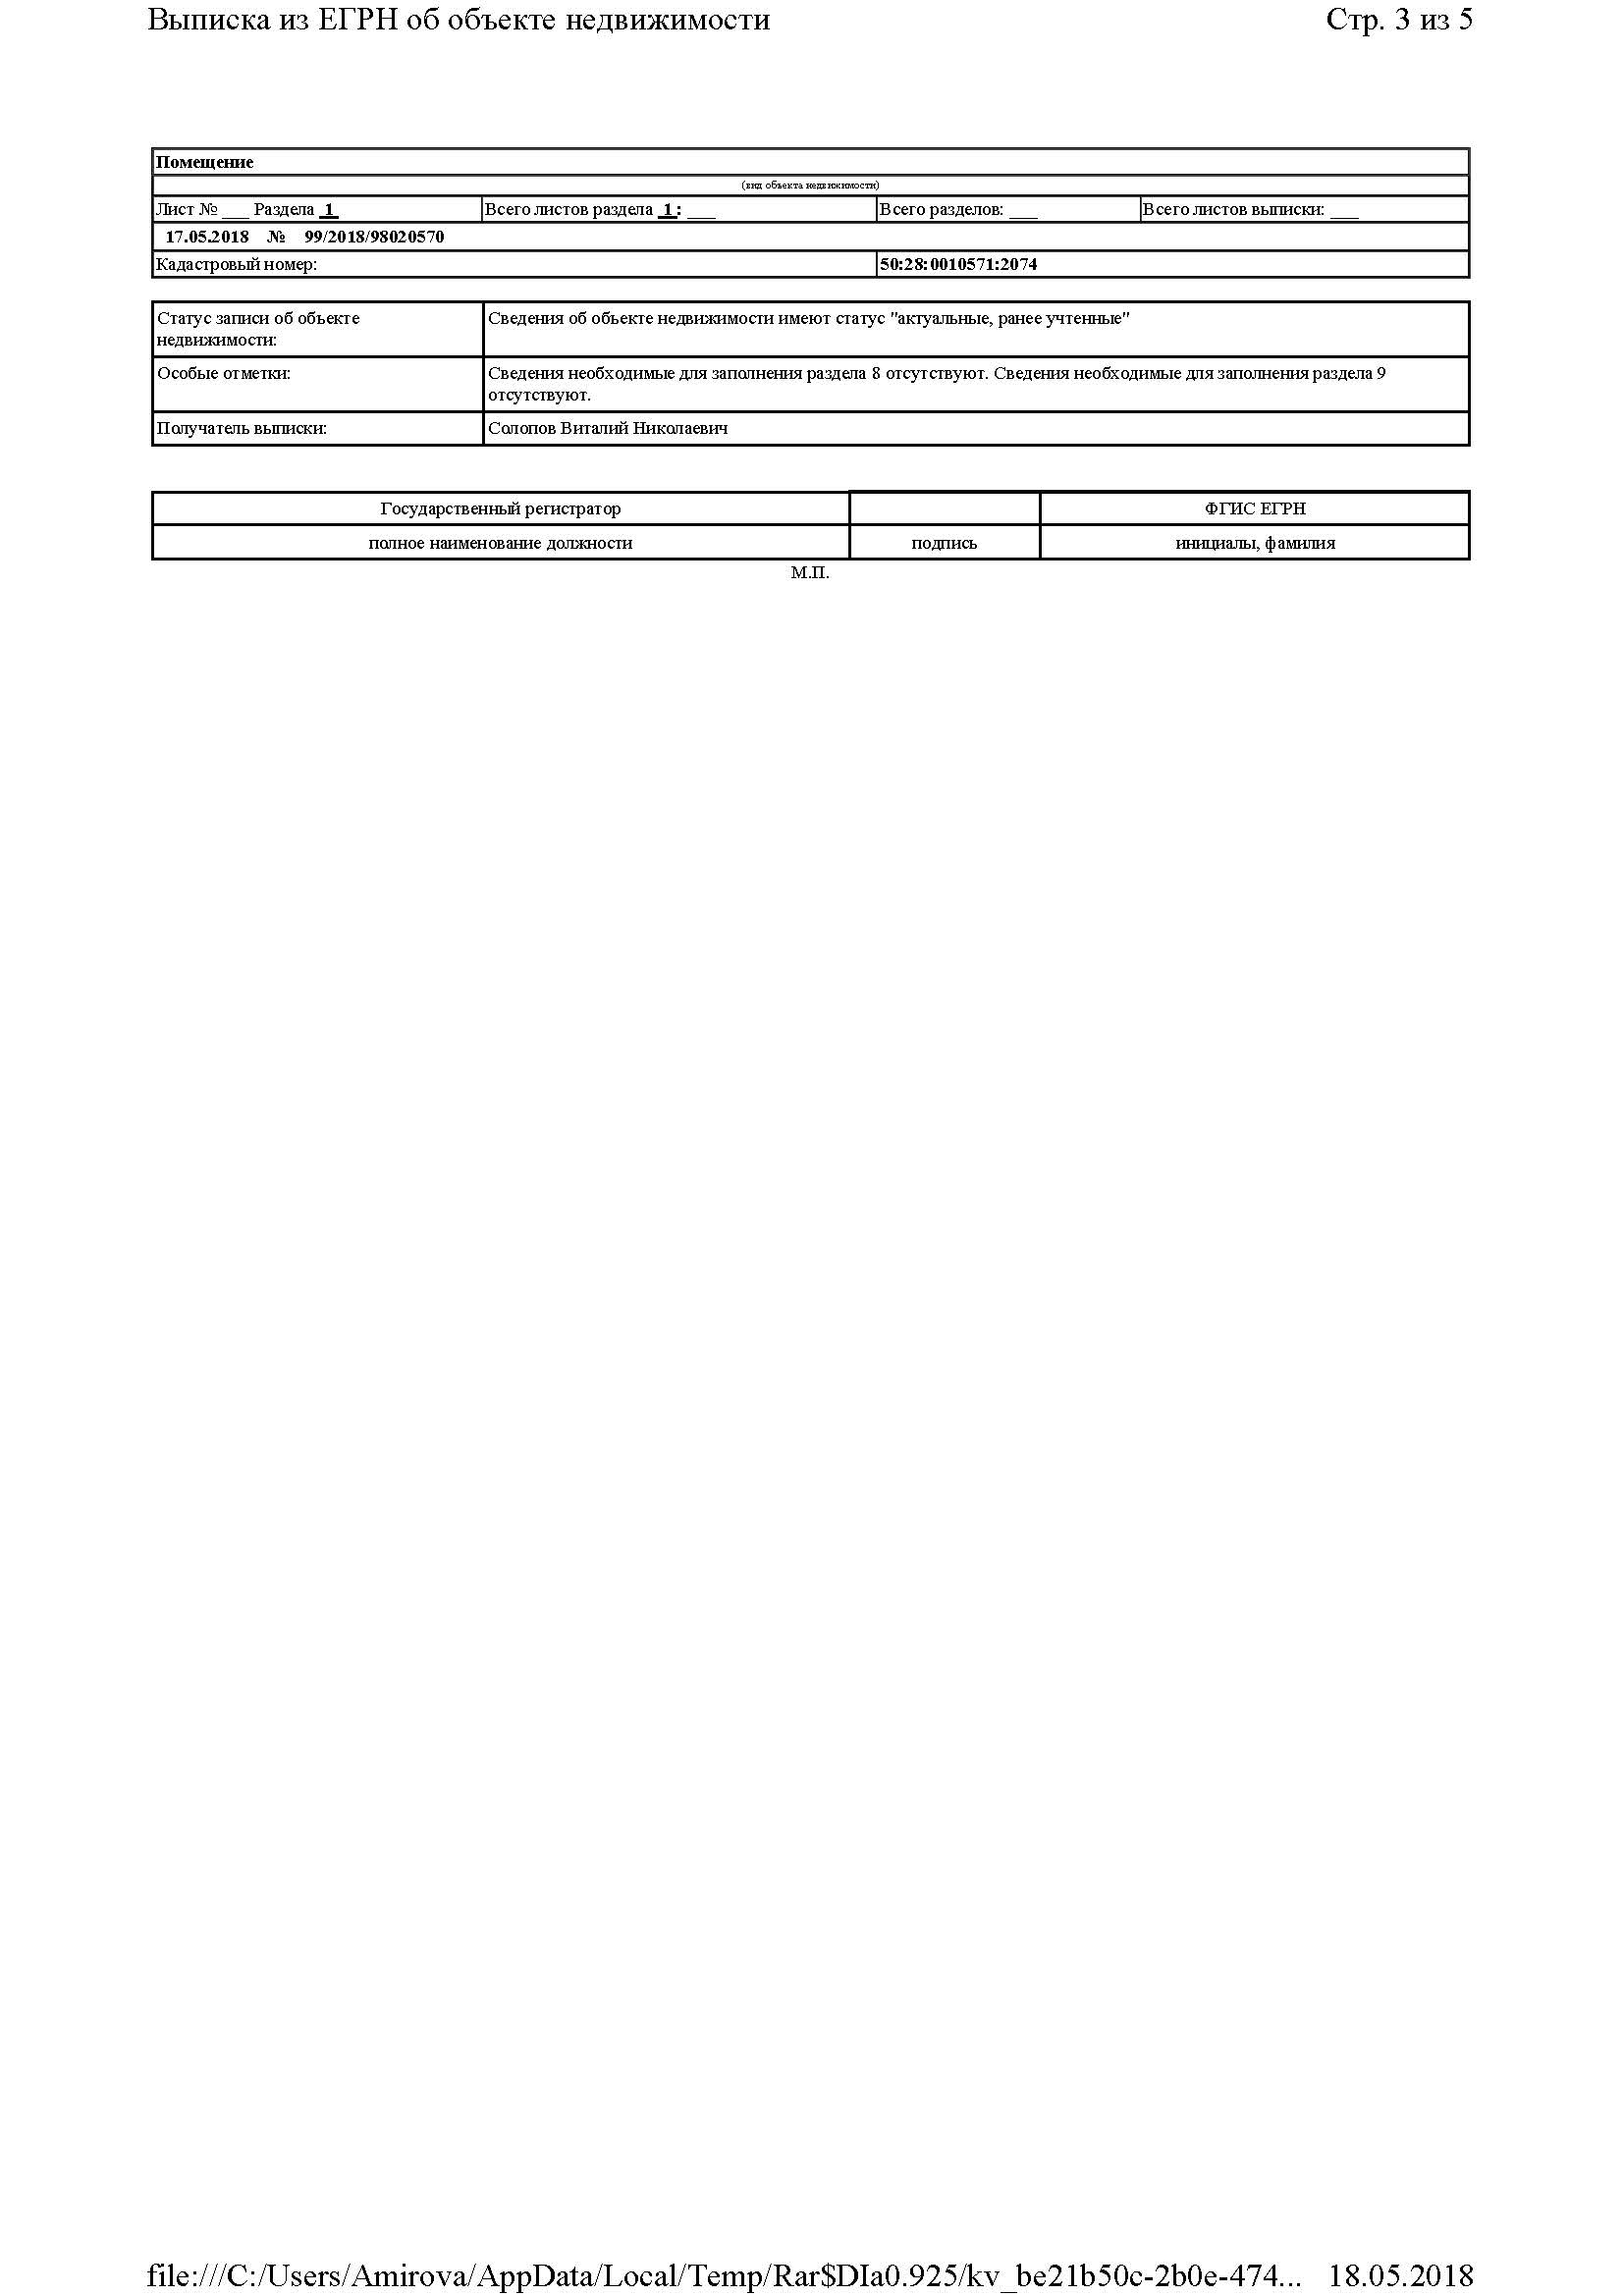 Выписка из ЕГРН об объекте недвижимости Стр. 3 из 5
Помещение
(вид объекта недвижимости)
Лист № ___ Раздела 1 Всего листов раздела 1 : ___ Всего разделов: ___ Всего листов выписки: ___
17.05.2018 № 99/2018/98020570
Кадастровый номер: 50:28:0010571:2074
Статус записи об объекте Сведения об объекте недвижимости имеют статус "актуальные, ранее учтенные"
недвижимости:
Особые отметки: Сведения необходимые для заполнения раздела 8 отсутствуют. Сведения необходимые для заполнения раздела 9
отсутствуют.
Получатель выписки: Солопов Виталий Николаевич
Государственный регистратор ФГИС ЕГРН
полное наименование должности подпись инициалы, фамилия
М.П.
file:///C:/Users/Amirova/AppData/Local/Temp/Rar$DIa0.925/kv_be21b50c-2b0e-474... 18.05.2018